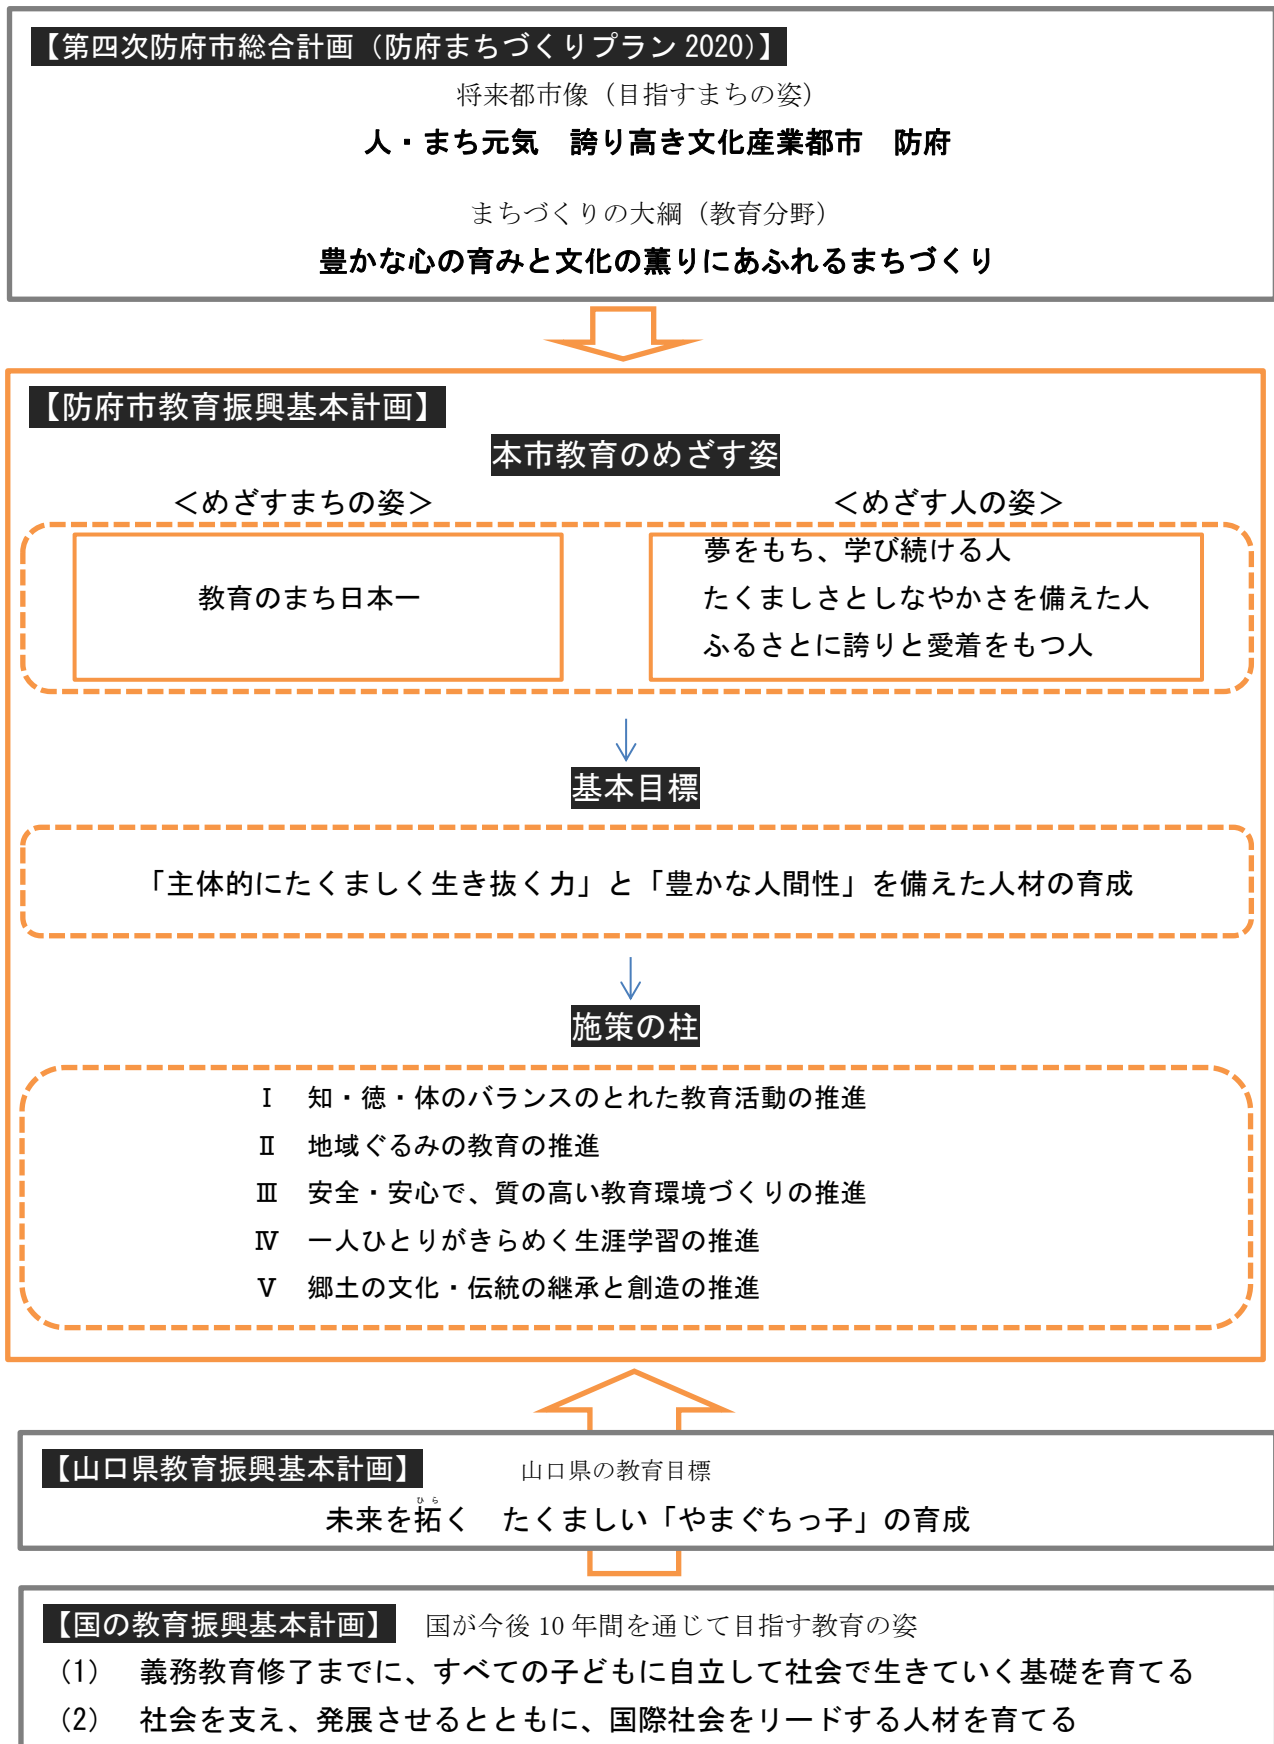 【第四次防府市総合計画（防府まちづくりプラン 2020）】
将来都市像（目指すまちの姿）
人・まち元気　誇り高き文化産業都市　防府
まちづくりの大綱（教育分野）
豊かな心の育みと文化の薫りにあふれるまちづくり
【防府市教育振興基本計画】
本市教育のめざす姿
＜めざすまちの姿＞
教育のまち日本一
＜めざす人の姿＞
夢をもち、学び続ける人
たくましさとしなやかさを備えた人
ふるさとに誇りと愛着をもつ人
基本目標
「主体的にたくましく生き抜く力」と「豊かな人間性」を備えた人材の育成
施策の柱
Ⅰ　知・徳・体のバランスのとれた教育活動の推進
Ⅱ　地域ぐるみの教育の推進
Ⅲ　安全・安心で、質の高い教育環境づくりの推進
Ⅳ　一人ひとりがきらめく生涯学習の推進
Ⅴ　郷土の文化・伝統の継承と創造の推進
【山口県教育振興基本計画】　山口県の教育目標
ひら
未来を拓く　たくましい「やまぐちっ子」の育成
【国の教育振興基本計画】　国が今後 10 年間を通じて目指す教育の姿
(1)　義務教育修了までに、すべての子どもに自立して社会で生きていく基礎を育てる
(2)　社会を支え、発展させるとともに、国際社会をリードする人材を育てる